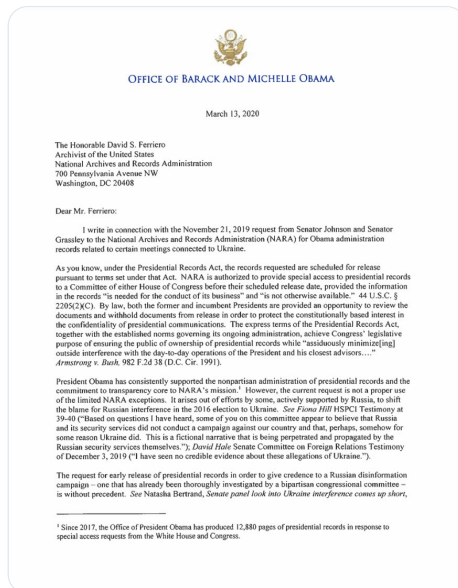 OFFICE OF BARACK AND MICHELLE OBAMA
March 13, 2020
The Honorable David S. Ferriero
Archivist of the United States
National Archives and Records Administration
700 Pennsylvania Avenue NW
Washington, DC 20408
Dear Mr. Ferriero:
I write in connection with the November 21, 2019 request from Senator Johnson and Senator
Grassley to the National Archives and Records Administration (NARA) for Obama administration
records related to certain meetings connected to Ukraine.
As you know, under the Presidential Records Act, the records requested are scheduled for release
pursuant to terms set under that Act. NARA is authorized to provide special access to presidential records
to a Committee of either House of Congress before their scheduled release date, provided the information
in the records "is needed for the conduct of its business" and "is not otherwise available." 44 U.S.C. §
2205(2)(C). By law, both the former and incumbent Presidents are provided an opportunity to review the
documents and withhold documents from release in order to protect the constitutionally based interest in
the confidentiality of presidential communications. The express terms of the Presidential Records Act,
together with the established norms governing its ongoing administration, achieve Congress' legislative
purpose of ensuring the public of ownership of presidential records while "assiduously minimize[ing]
outside interference with the day-to-day operations of the President and his closest advisors…."
Armstrong v. Bush, 982 F.2d 38 (D.C. Cir. 1991).
President Obama has consistently supported the nonpartisan administration of presidential records and the
commitment to transparency core to NARA's mission.¹ However, the current request is not a proper use
of the limited NARA exceptions. It arises out of efforts by some, actively supported by Russia, to shift
the blame for Russian interference in the 2016 election to Ukraine. See Fiona Hill HSPCI Testimony at
39-40 ("Based on questions I have heard, some of you on this committee appear to believe that Russia
and its security services did not conduct a campaign against our country and that, perhaps, somehow for
some reason Ukraine did. This is a fictional narrative that is being perpetrated and propagated by the
Russian security services themselves."); David Hale Senate Committee on Foreign Relations Testimony
of December 3, 2019 ("I have seen no credible evidence about these allegations of Ukraine.").
The request for early release of presidential records in order to give credence to a Russian disinformation
campaign – one that has already been thoroughly investigated by a bipartisan congressional committee –
is without precedent. See Natasha Bertrand, Senate panel look into Ukraine interference comes up short,
¹ Since 2017, the Office of President Obama has produced 12,880 pages of presidential records in response to
special access requests from the White House and Congress.